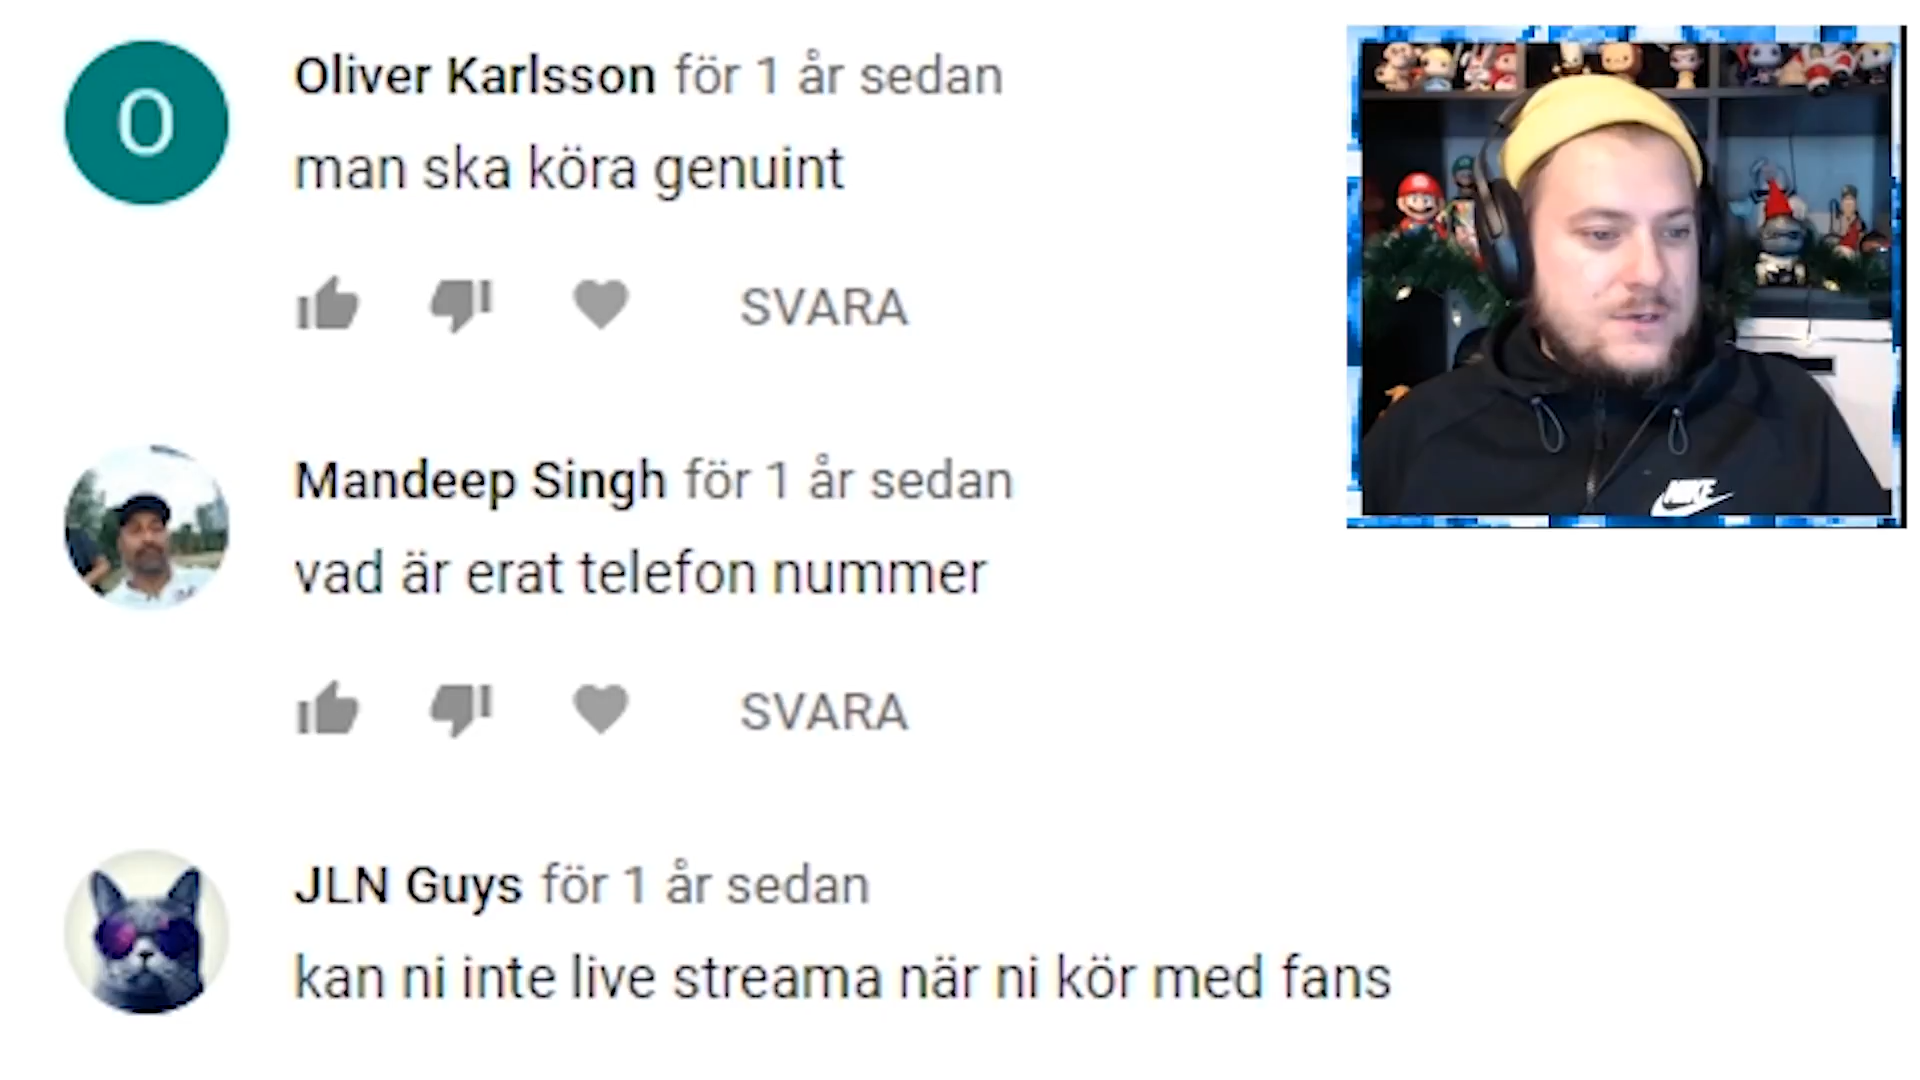 Oliver Karlsson för 1 år sedan
man ska köra genuint
SVARA
Mandeep Singh för 1 år sedan
vad är erat telefon nummer
SVARA
JLN Guys för 1 år sedan
kan ni inte live streama när ni kör med fans
O
NIKE